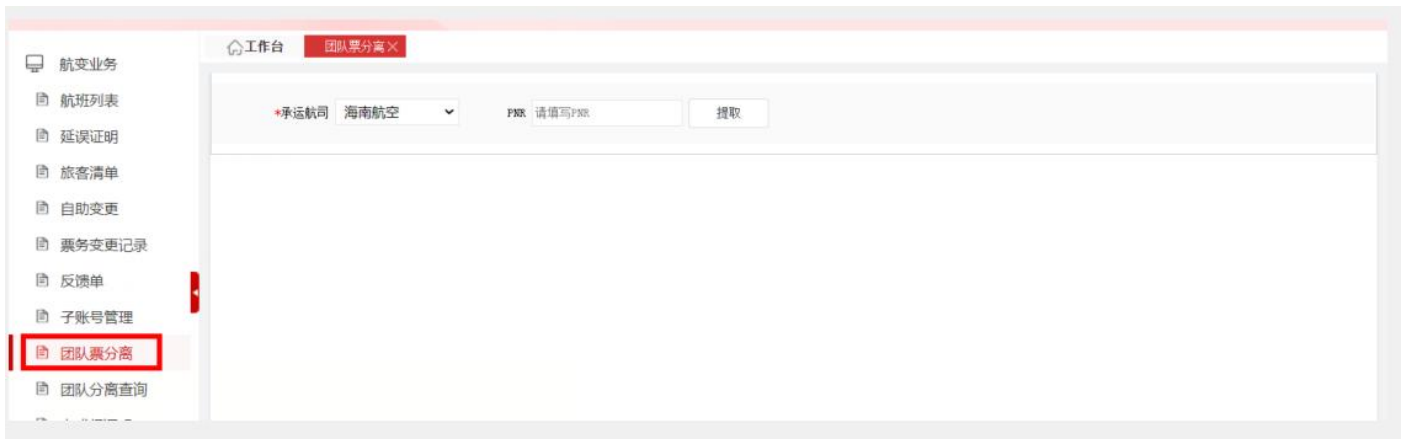 工作台 团队票分离×
航变业务
航班列表
*承运航司 海南航空 PNR 请填写PNR 提取
延误证明
旅客清单
自助变更
票务变更记录
反馈单
子账号管理
团队票分离
团队分离查询